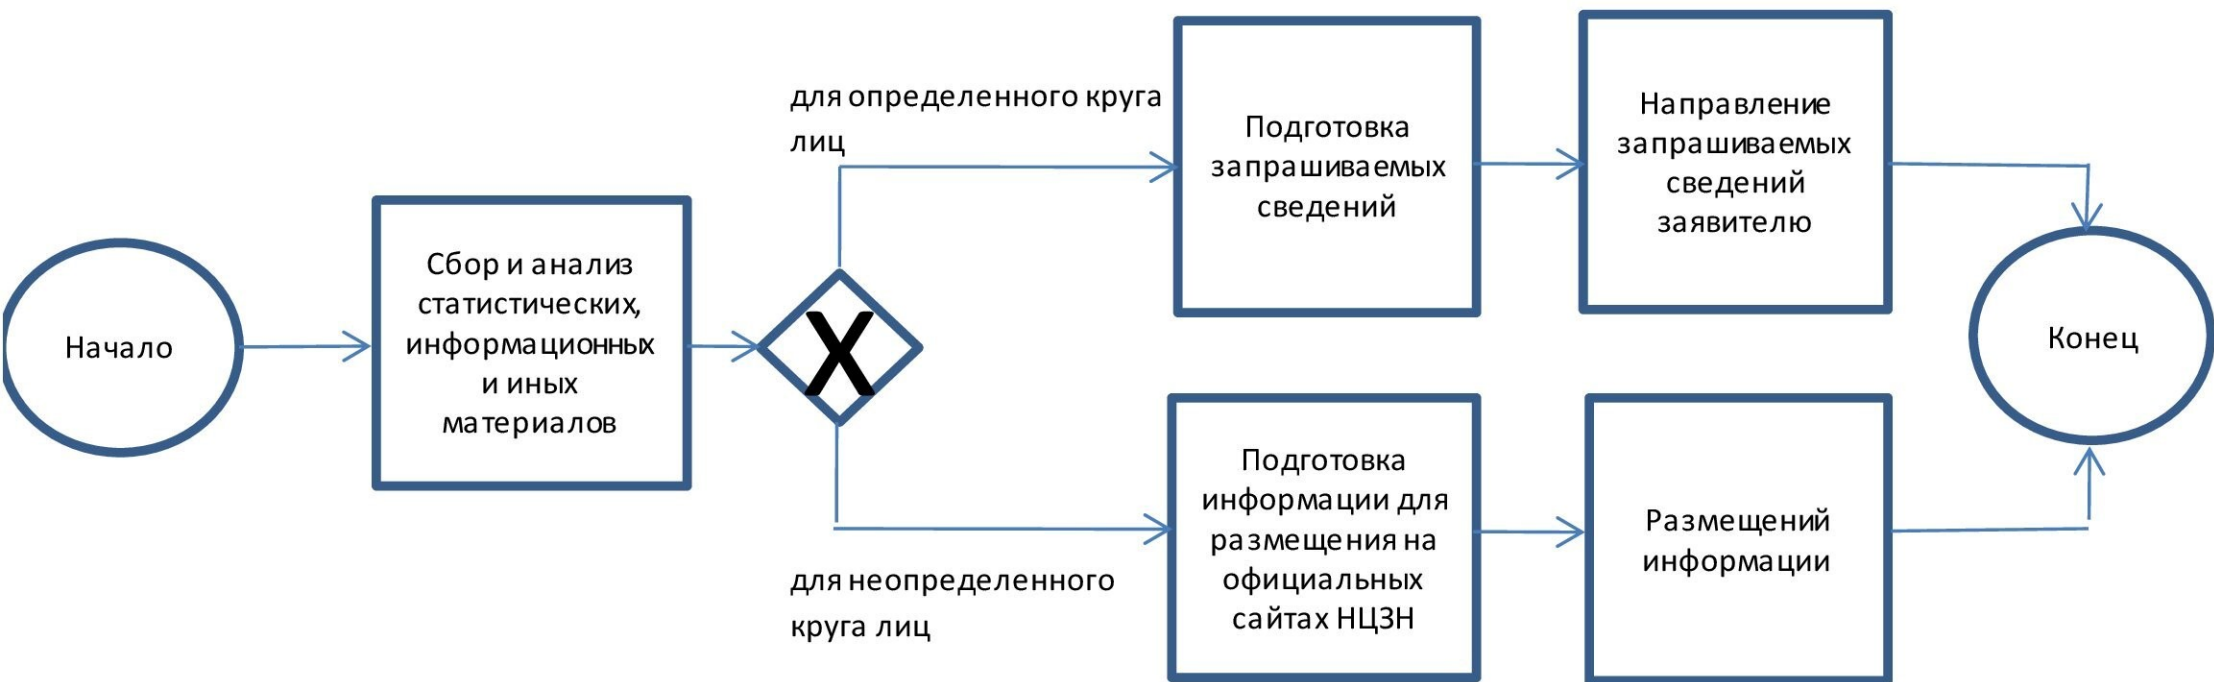 Начало
Сбор и анализ
статистических,
информационных
и иных
материалов
X
для определенного круга
лиц
Подготовка
запрашиваемых
сведений
Направление
запрашиваемых
сведений
заявителю
для неопределенного
круга лиц
Подготовка
информации для
размещения на
официальных
сайтах НЦЗН
Размещений
информации
Конец